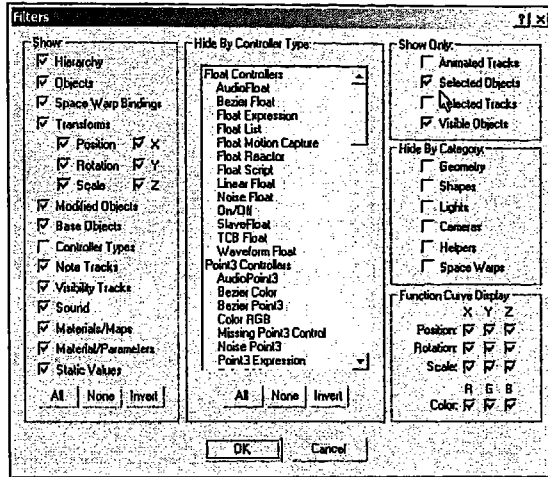 Filters
Show:
Hierarchy
Objects
Space Warp Bindings
Transforms
Position X
Rotation Y
Scale Z
Modified Objects
Base Objects
Controller Types
Note Tracks
Visibility Tracks
Sound
Materials/Maps
Material/Parameters
Static Values
All None Invert
Hide By Controller Type:
Float Controllers
AudioFloat
Bezier Float
Float Expression
Float List
Float Motion Capture
Float Reactor
Float Script
Linear Float
Noise Float
On/Off
SlaveFloat
TCB Float
Waveform Float
Point3 Controllers
AudioPoint3
Bezier Color
Bezier Point3
Color RGB
Missing Point3 Control
Noise Point3
Point3 Expression
All None Invert
Show Only:
Animated Tracks
Selected Objects
Selected Tracks
Visible Objects
Hide By Category:
Geometry
Shapes
Lights
Cameras
Helpers
Space Warps
Function Curve Display
X Y Z
Position:
Rotation:
Scale:
R G B
Color:
OK Cancel